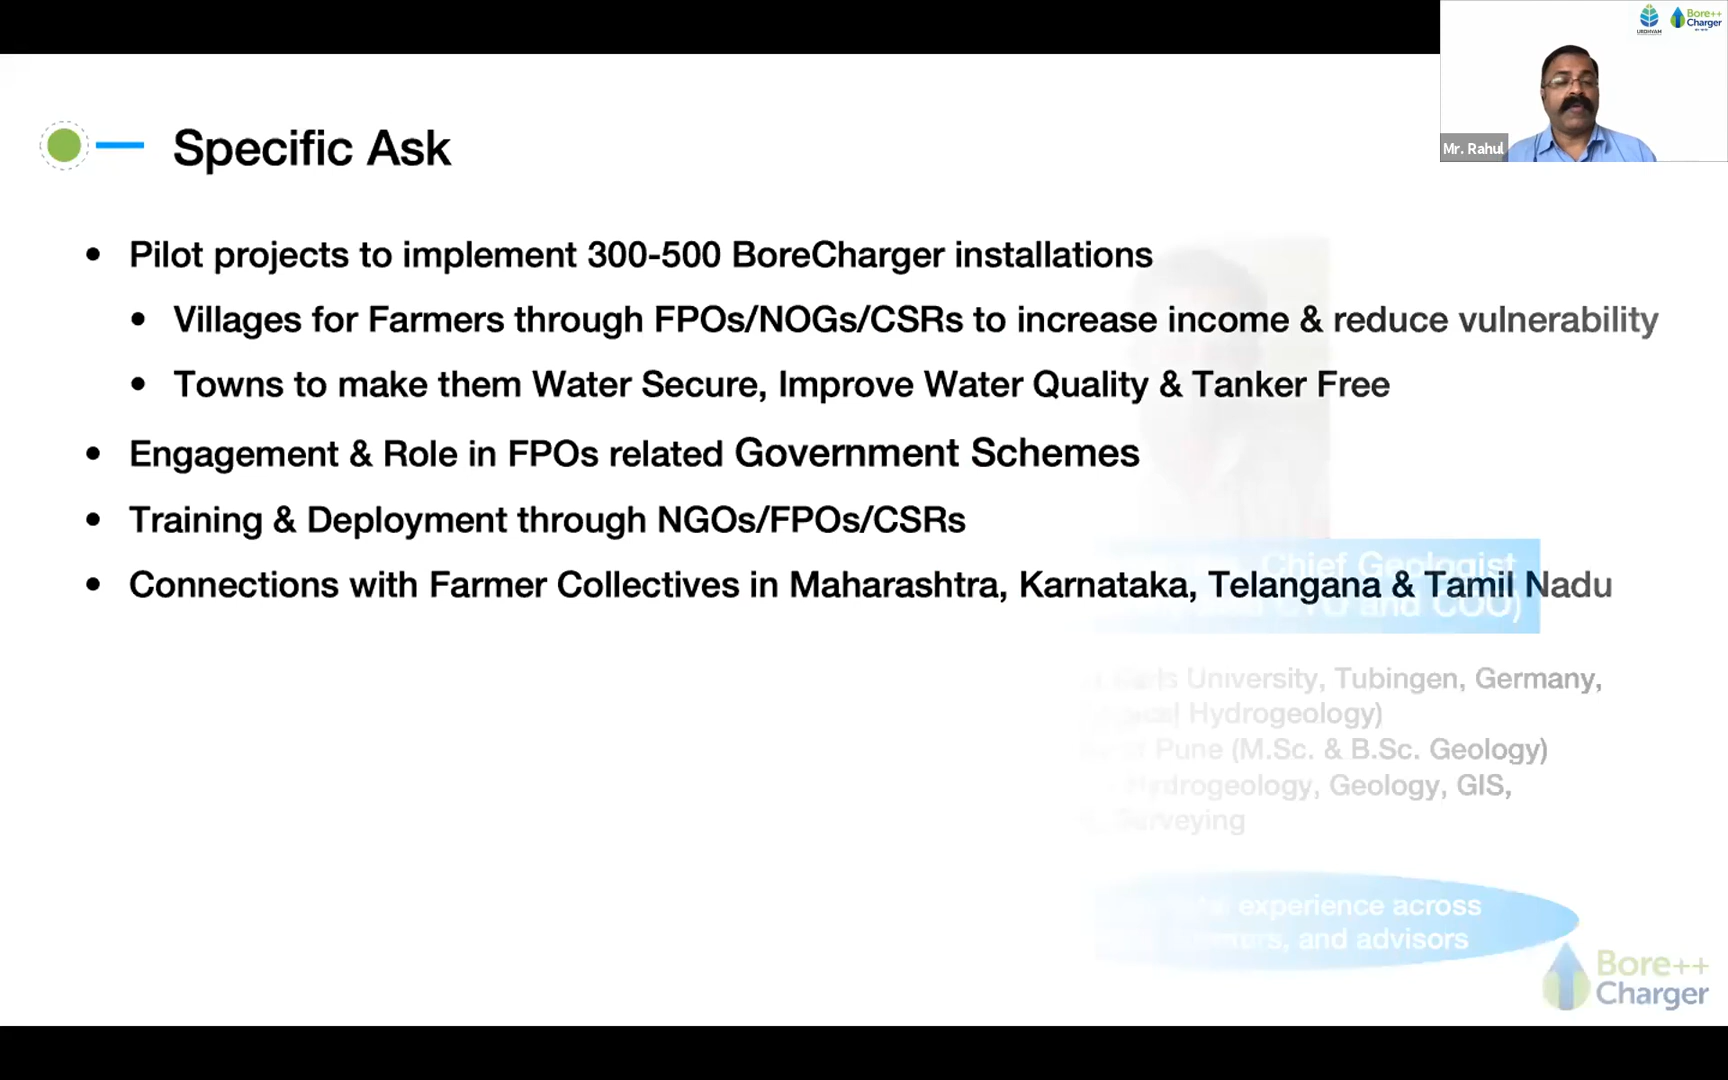 URDHVAM
Bore++
Charger
Mr. Rahul
Specific Ask
• Pilot projects to implement 300-500 BoreCharger installations
• Villages for Farmers through FPOs/NOGs/CSRs to increase income & reduce vulnerability
• Towns to make them Water Secure, Improve Water Quality & Tanker Free
• Engagement & Role in FPOs related Government Schemes
• Training & Deployment through NGOs/FPOs/CSRs
• Connections with Farmer Collectives in Maharashtra, Karnataka, Telangana & Tamil Nadu
Chief Geologist
and COO)
University, Tubingen, Germany,
Hydrogeology)
Pune (M.Sc. & B.Sc. Geology)
Hydrogeology, Geology, GIS,
Surveying
experience across
and advisors
Bore++
Charger